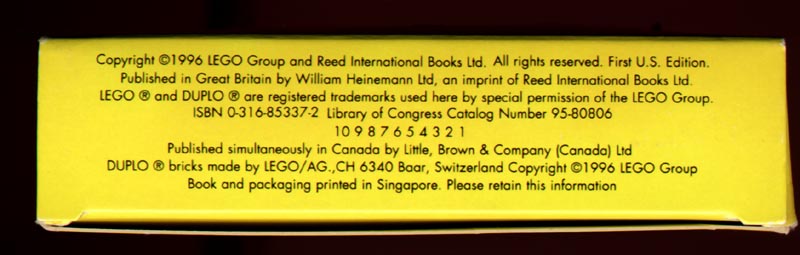 Copyright ©1996 LEGO Group and Reed International Books Ltd. All rights reserved. First U.S. Edition.
Published in Great Britain by William Heinemann Ltd, an imprint of Reed International Books Ltd.
LEGO ® and DUPLO ® are registered trademarks used here by special permission of the LEGO Group.
ISBN 0-316-85337-2 Library of Congress Catalog Number 95-80806
10 9 8 7 6 5 4 3 2 1
Published simultaneously in Canada by Little, Brown & Company (Canada) Ltd
DUPLO ® bricks made by LEGO/AG.,CH 6340 Baar, Switzerland Copyright ©1996 LEGO Group
Book and packaging printed in Singapore. Please retain this information